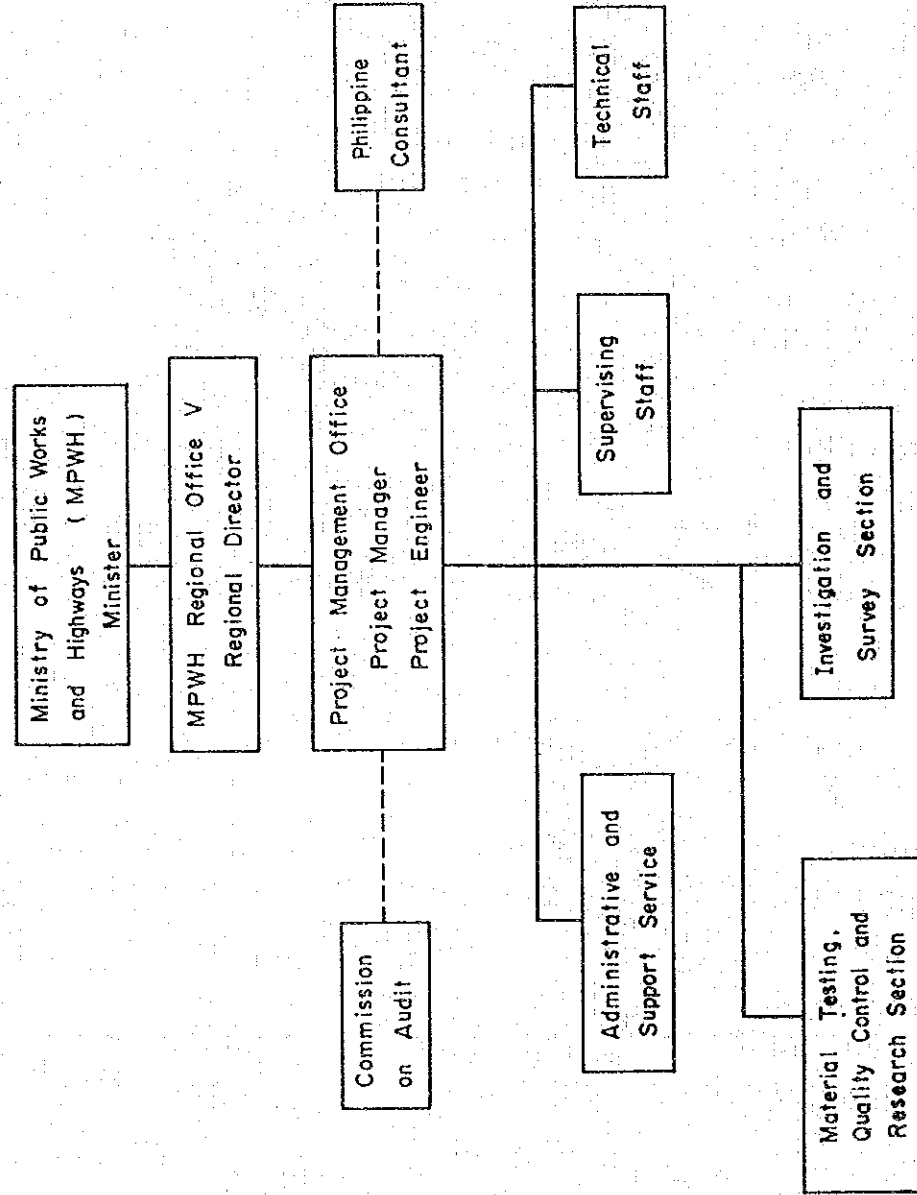 Ministry of Public Works
and Highways ( MPWH )
Minister
MPWH Regional Office V
Regional Director
Project Management Office
Project Manager
Project Engineer
Commission
on Audit
Philippine
Consultant
Administrative and
Support Service
Supervising
Staff
Technical
Staff
Material Testing,
Quality Control and
Research Section
Investigation and
Survey Section